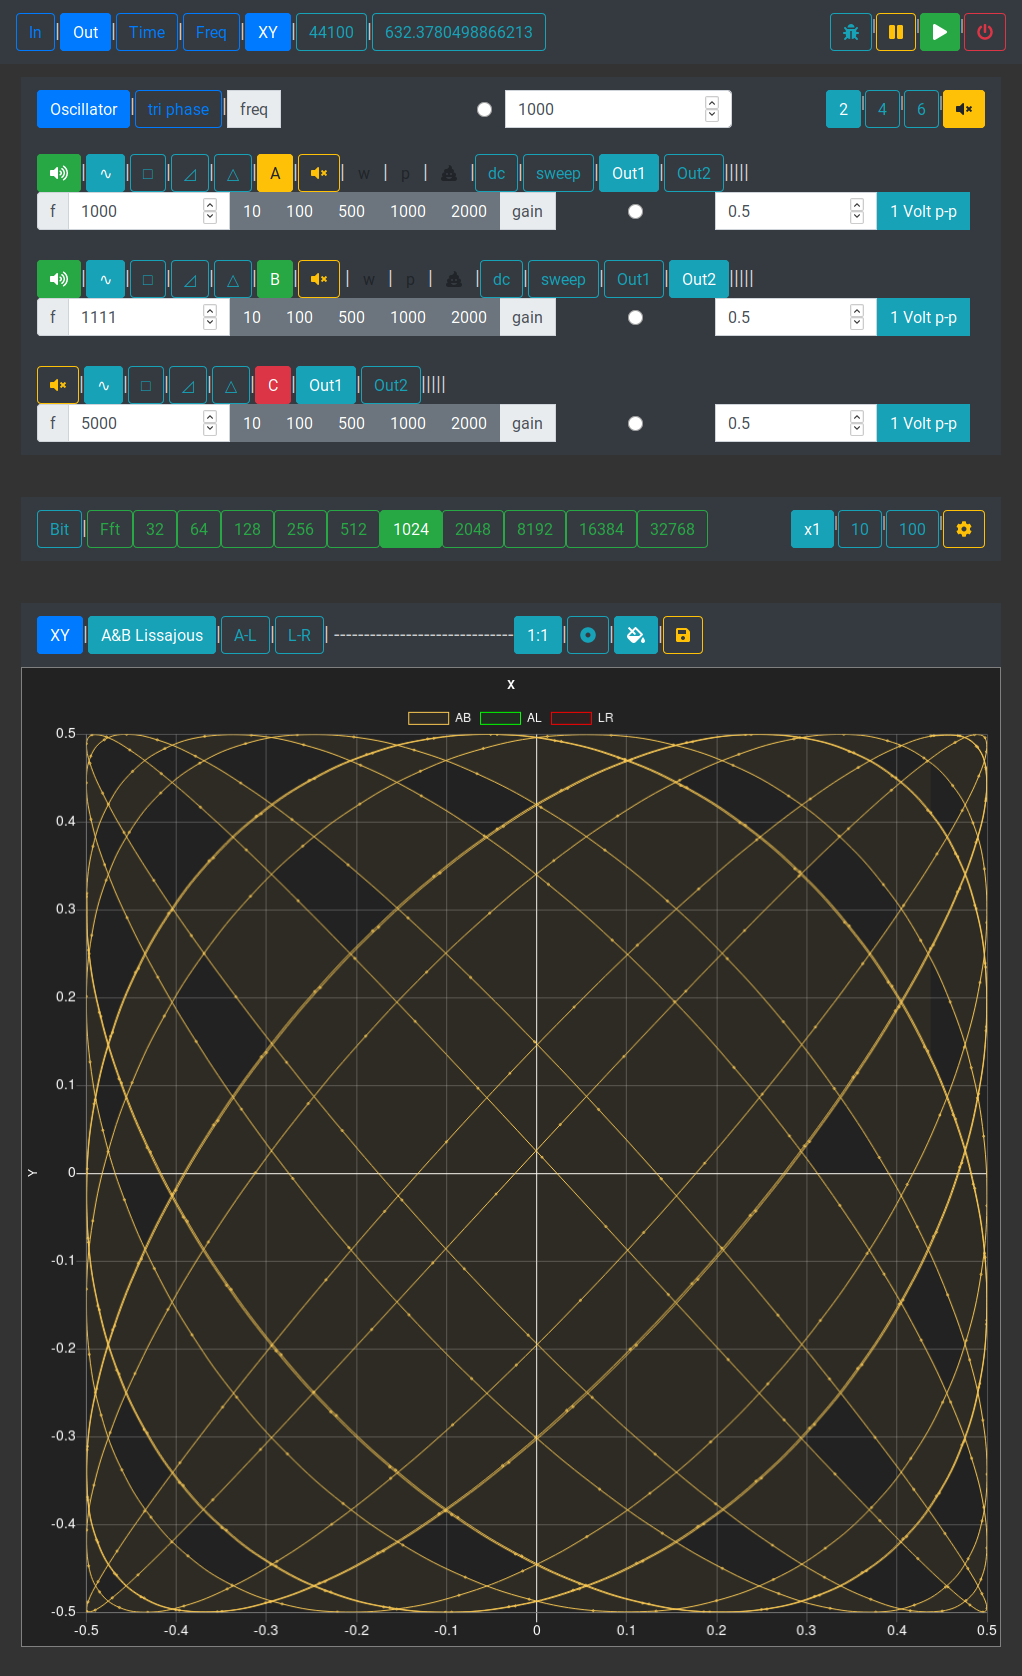 In | Out | Time | Freq | XY | 44100 | 632.3780498866213
Oscillator | tri phase | freq 1000 2 | 4 | 6 |
| ∿ | □ | ◿ | △ | A | | w | p | | dc | sweep | Out1 | Out2 |||||
f 1000 10 100 500 1000 2000 gain 0.5 1 Volt p-p
| ∿ | □ | ◿ | △ | B | | w | p | | dc | sweep | Out1 | Out2 |||||
f 1111 10 100 500 1000 2000 gain 0.5 1 Volt p-p
| ∿ | □ | ◿ | △ | C | Out1 | Out2 |||||
f 5000 10 100 500 1000 2000 gain 0.5 1 Volt p-p
Bit | Fft 32 64 128 256 512 1024 2048 8192 16384 32768 x1 | 10 | 100 |
XY | A&B Lissajous | A-L | L-R | ------------------------------ 1:1 | | |
X
AB AL LR
0.5
0.4
0.3
0.2
0.1
Y 0
-0.1
-0.2
-0.3
-0.4
-0.5
-0.5 -0.4 -0.3 -0.2 -0.1 0 0.1 0.2 0.3 0.4 0.5